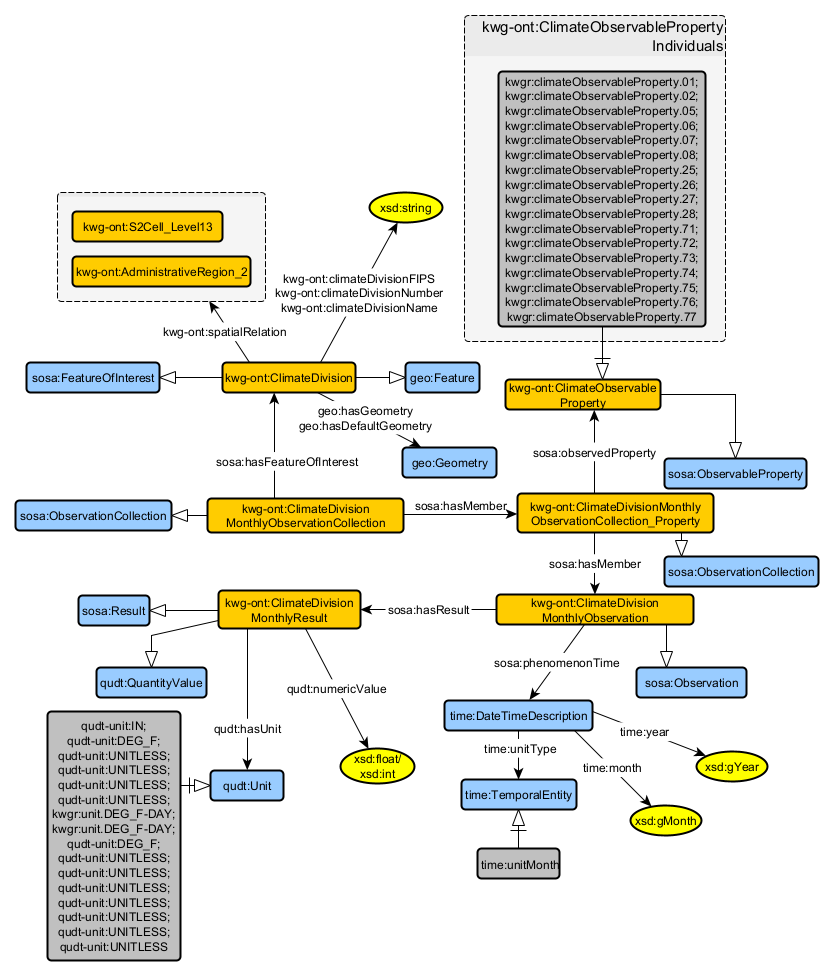 kwg-ont:ClimateObservableProperty
Individuals
kwgr:climateObservableProperty.01;
kwgr:climateObservableProperty.02;
kwgr:climateObservableProperty.05;
kwgr:climateObservableProperty.06;
kwgr:climateObservableProperty.07;
kwgr:climateObservableProperty.08;
kwgr:climateObservableProperty.25;
kwgr:climateObservableProperty.26;
kwgr:climateObservableProperty.27;
kwgr:climateObservableProperty.28;
kwgr:climateObservableProperty.71;
kwgr:climateObservableProperty.72;
kwgr:climateObservableProperty.73;
kwgr:climateObservableProperty.74;
kwgr:climateObservableProperty.75;
kwgr:climateObservableProperty.76;
kwgr:climateObservableProperty.77
xsd:string
kwg-ont:S2Cell_Level13
kwg-ont:AdministrativeRegion_2
kwg-ont:climateDivisionFIPS
kwg-ont:climateDivisionNumber
kwg-ont:climateDivisionName
kwg-ont:spatialRelation
sosa:FeatureOfInterest
kwg-ont:ClimateDivision
geo:Feature
kwg-ont:ClimateObservable
Property
geo:hasGeometry
geo:hasDefaultGeometry
sosa:hasFeatureOfInterest
geo:Geometry
sosa:observedProperty
sosa:ObservableProperty
sosa:ObservationCollection
kwg-ont:ClimateDivision
MonthlyObservationCollection
sosa:hasMember
kwg-ont:ClimateDivisionMonthly
ObservationCollection_Property
sosa:hasMember
sosa:ObservationCollection
sosa:Result
kwg-ont:ClimateDivision
MonthlyResult
sosa:hasResult
kwg-ont:ClimateDivision
MonthlyObservation
sosa:phenomenonTime
sosa:Observation
qudt:QuantityValue
qudt:numericValue
qudt:hasUnit
time:DateTimeDescription
time:year
time:unitType
time:month
xsd:float/
xsd:int
xsd:gYear
qudt:Unit
time:TemporalEntity
xsd:gMonth
time:unitMonth
qudt-unit:IN;
qudt-unit:DEG_F;
qudt-unit:UNITLESS;
qudt-unit:UNITLESS;
qudt-unit:UNITLESS;
qudt-unit:UNITLESS;
kwgr:unit.DEG_F-DAY;
kwgr:unit.DEG_F-DAY;
qudt-unit:DEG_F;
qudt-unit:UNITLESS;
qudt-unit:UNITLESS;
qudt-unit:UNITLESS;
qudt-unit:UNITLESS;
qudt-unit:UNITLESS;
qudt-unit:UNITLESS;
qudt-unit:UNITLESS